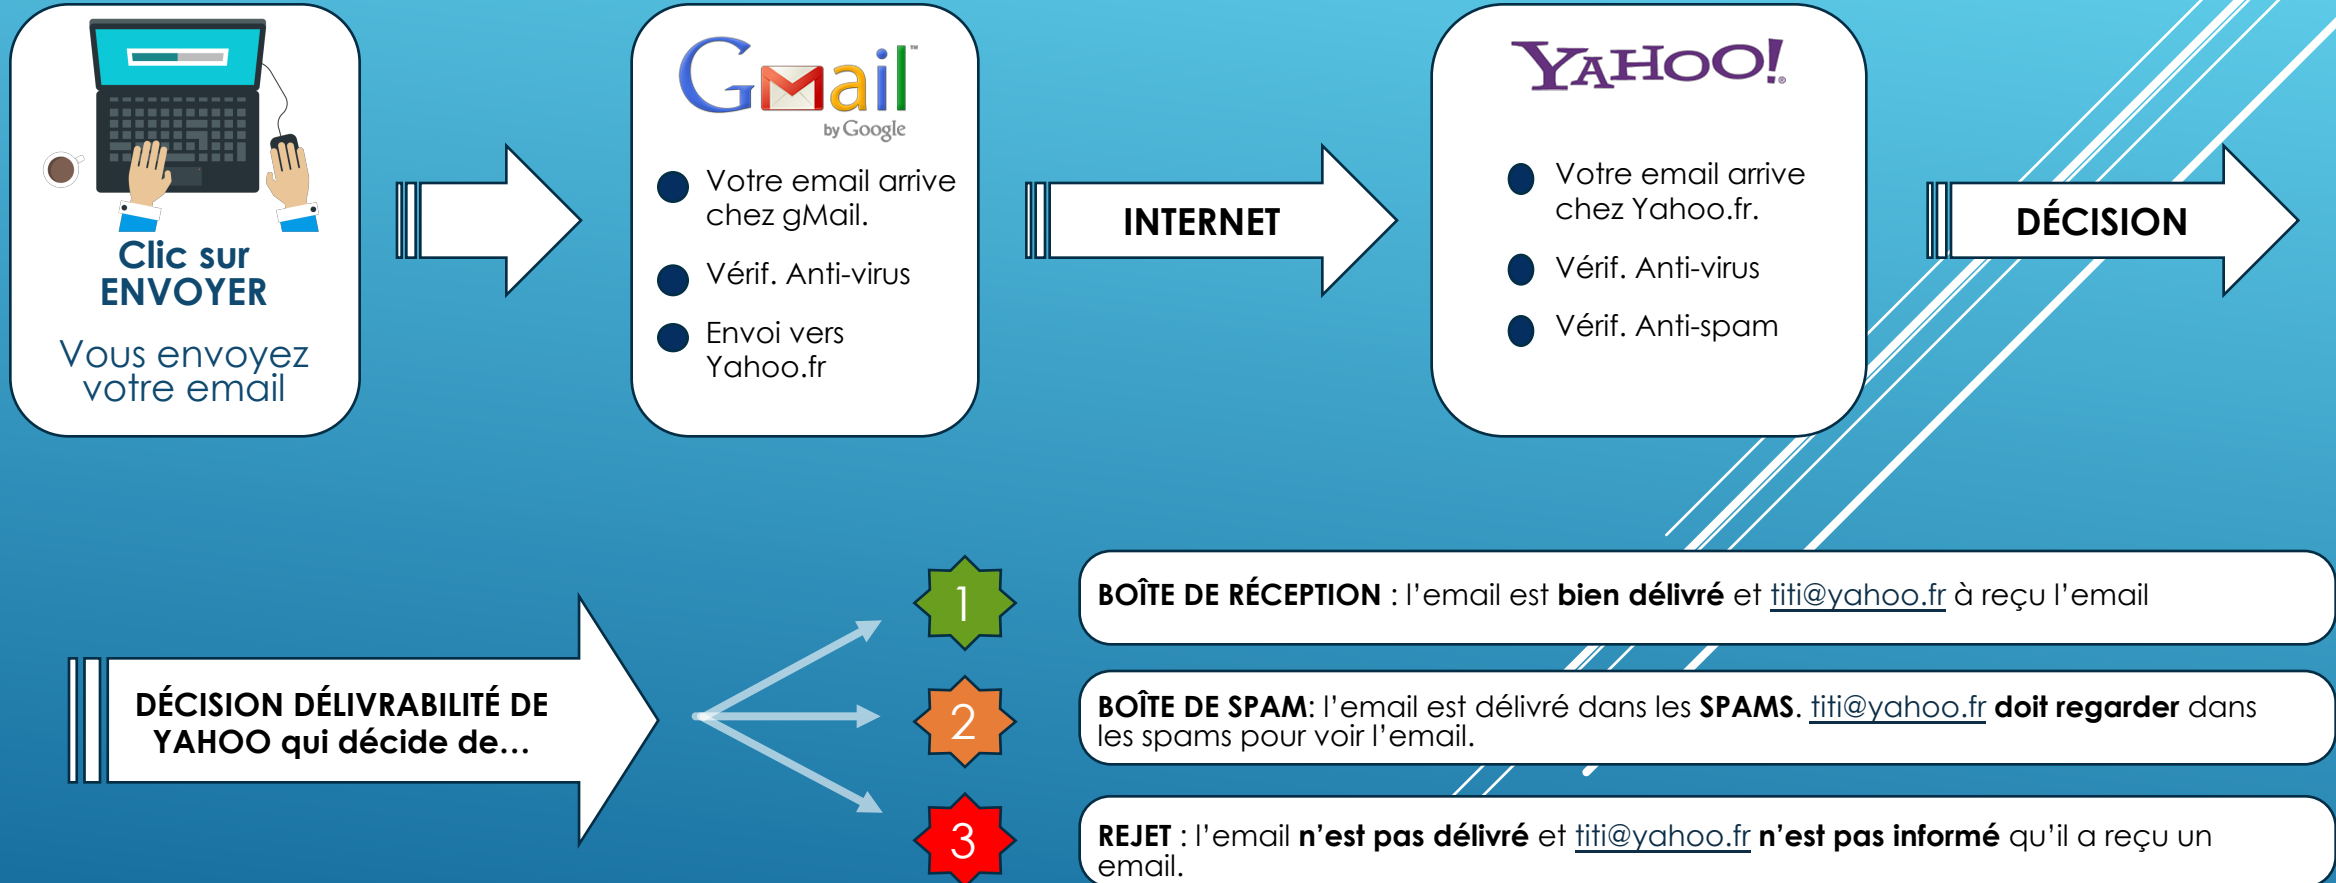 Clic sur
ENVOYER
Vous envoyez
votre email
Gmail™
by Google
Votre email arrive
chez gMail.
Vérif. Anti-virus
Envoi vers
Yahoo.fr
INTERNET
YAHOO!
Votre email arrive
chez Yahoo.fr.
Vérif. Anti-virus
Vérif. Anti-spam
DÉCISION
DÉCISION DÉLIVRABILITÉ DE
YAHOO qui décide de...
1
BOÎTE DE RÉCEPTION : l'email est bien délivré et titi@yahoo.fr à reçu l'email
2
BOÎTE DE SPAM: l'email est délivré dans les SPAMS. titi@yahoo.fr doit regarder dans
les spams pour voir l'email.
3
REJET : l'email n'est pas délivré et titi@yahoo.fr n'est pas informé qu'il a reçu un
email.